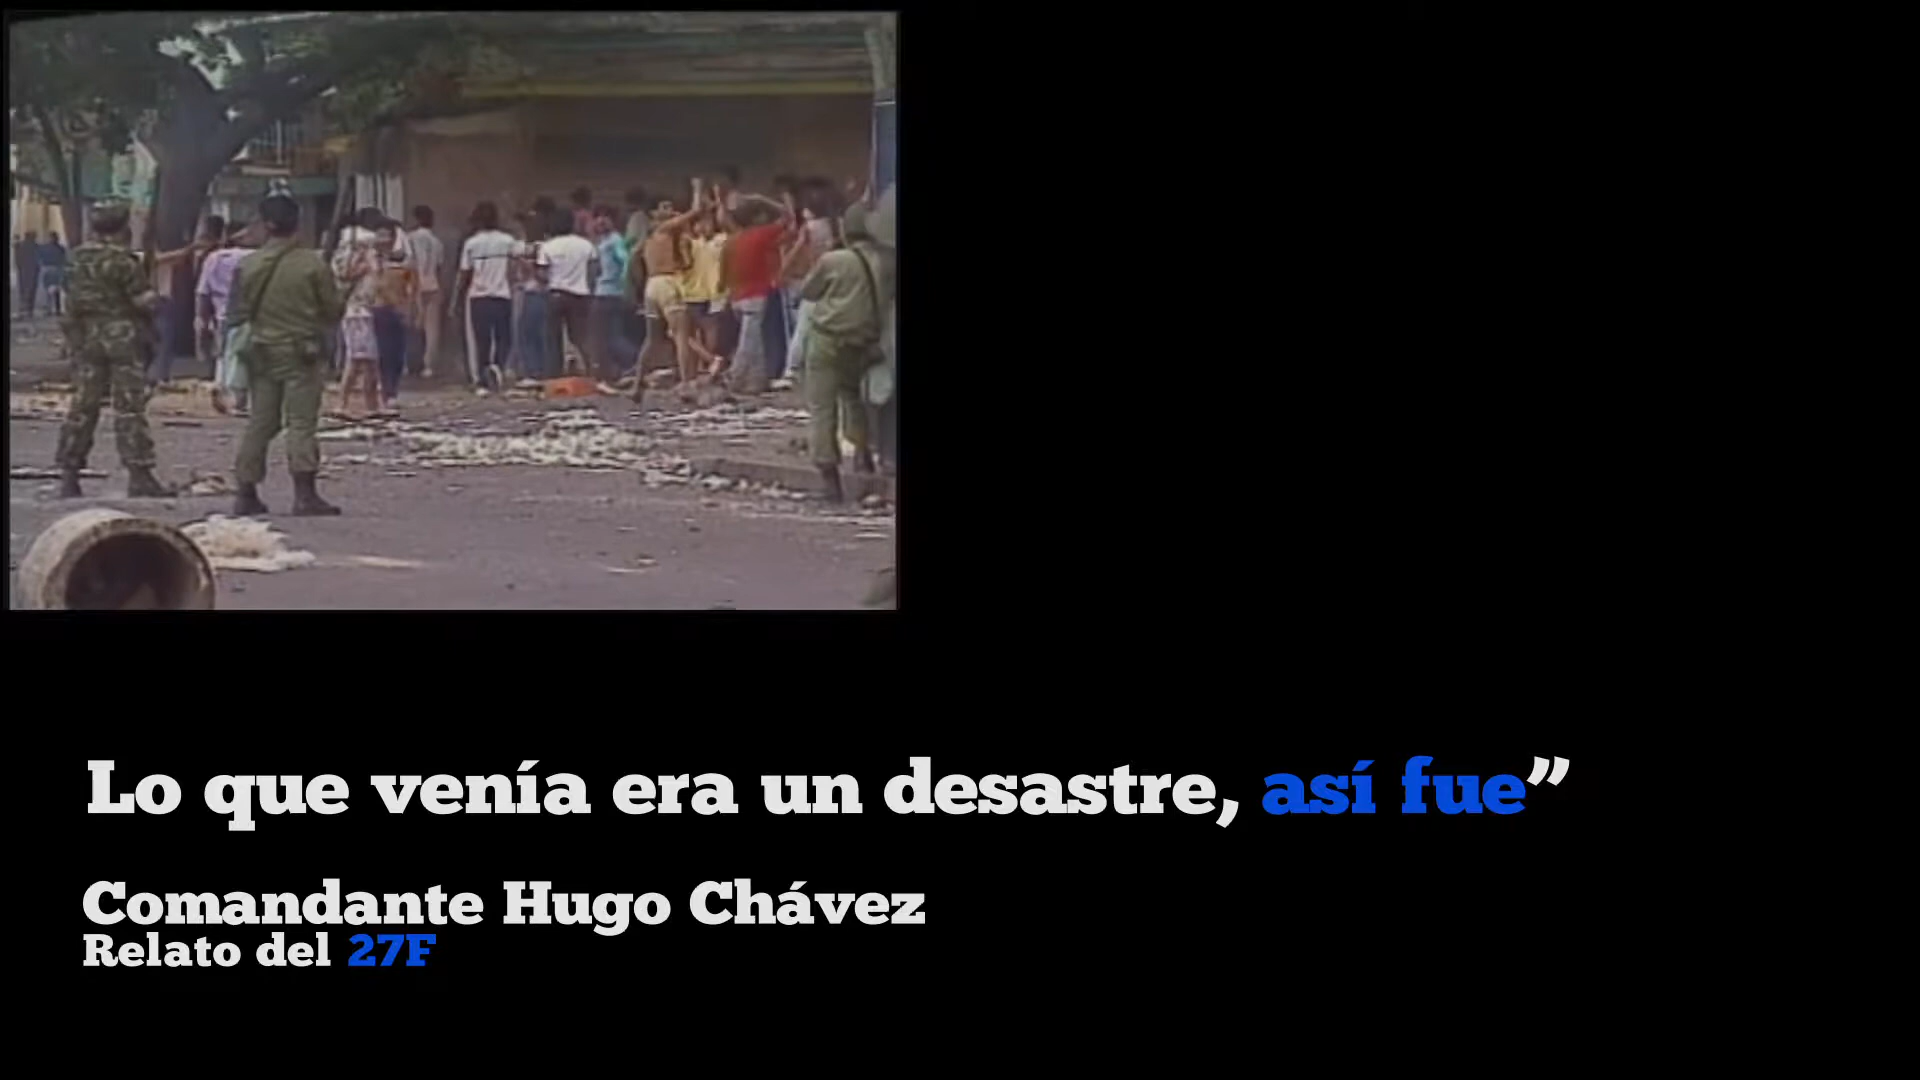 Lo que venía era un desastre, así fue”
Comandante Hugo Chávez
Relato del 27F